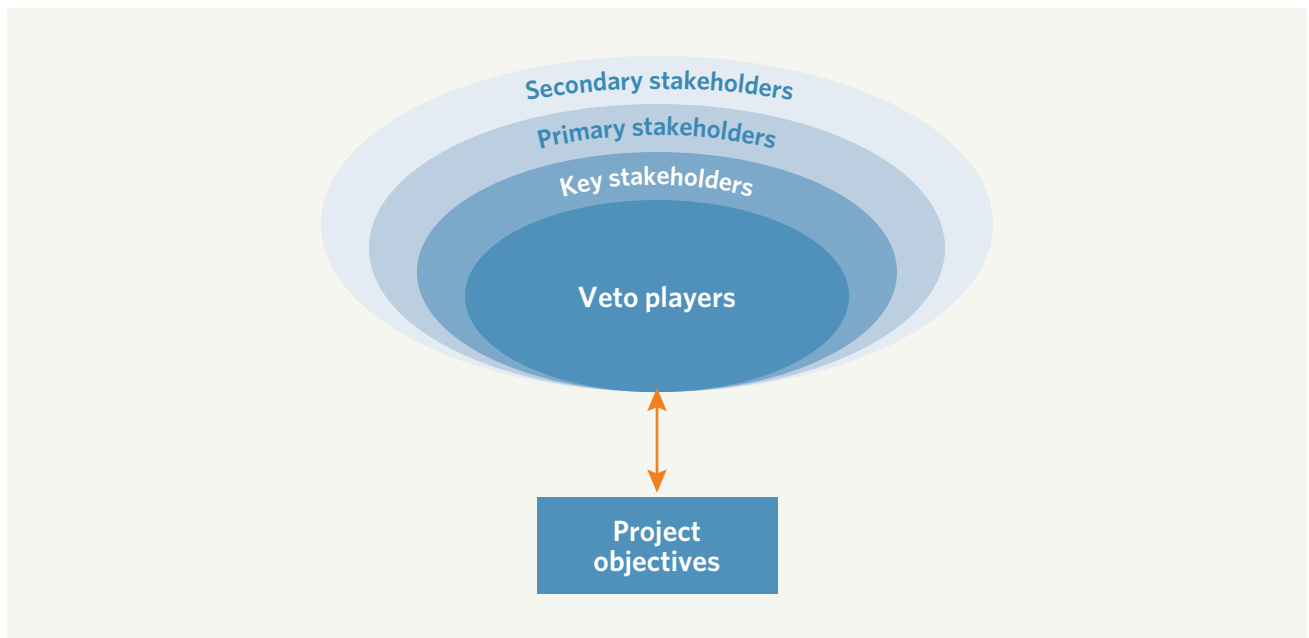 Secondary stakeholders
Primary stakeholders
Key stakeholders
Veto players
Project
objectives